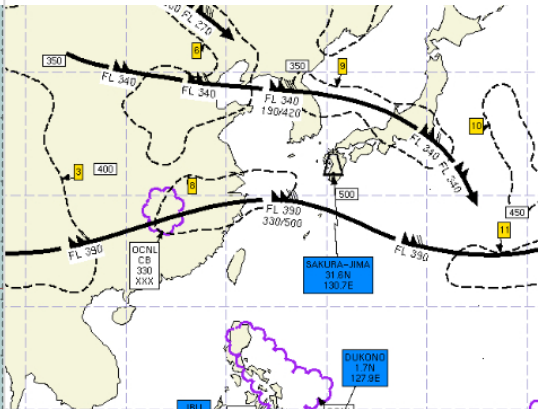 FL 270
6
350
350
9
FL 340
FL 340
FL 340
190/420
10
FL 340
FL 340
3
400
8
500
450
FL 390
330/500
11
FL 390
FL 390
OCNL
CB
330
XXX
SAKURA-JIMA
31.6N
130.7E
DUKONO
1.7N
127.9E
IBU